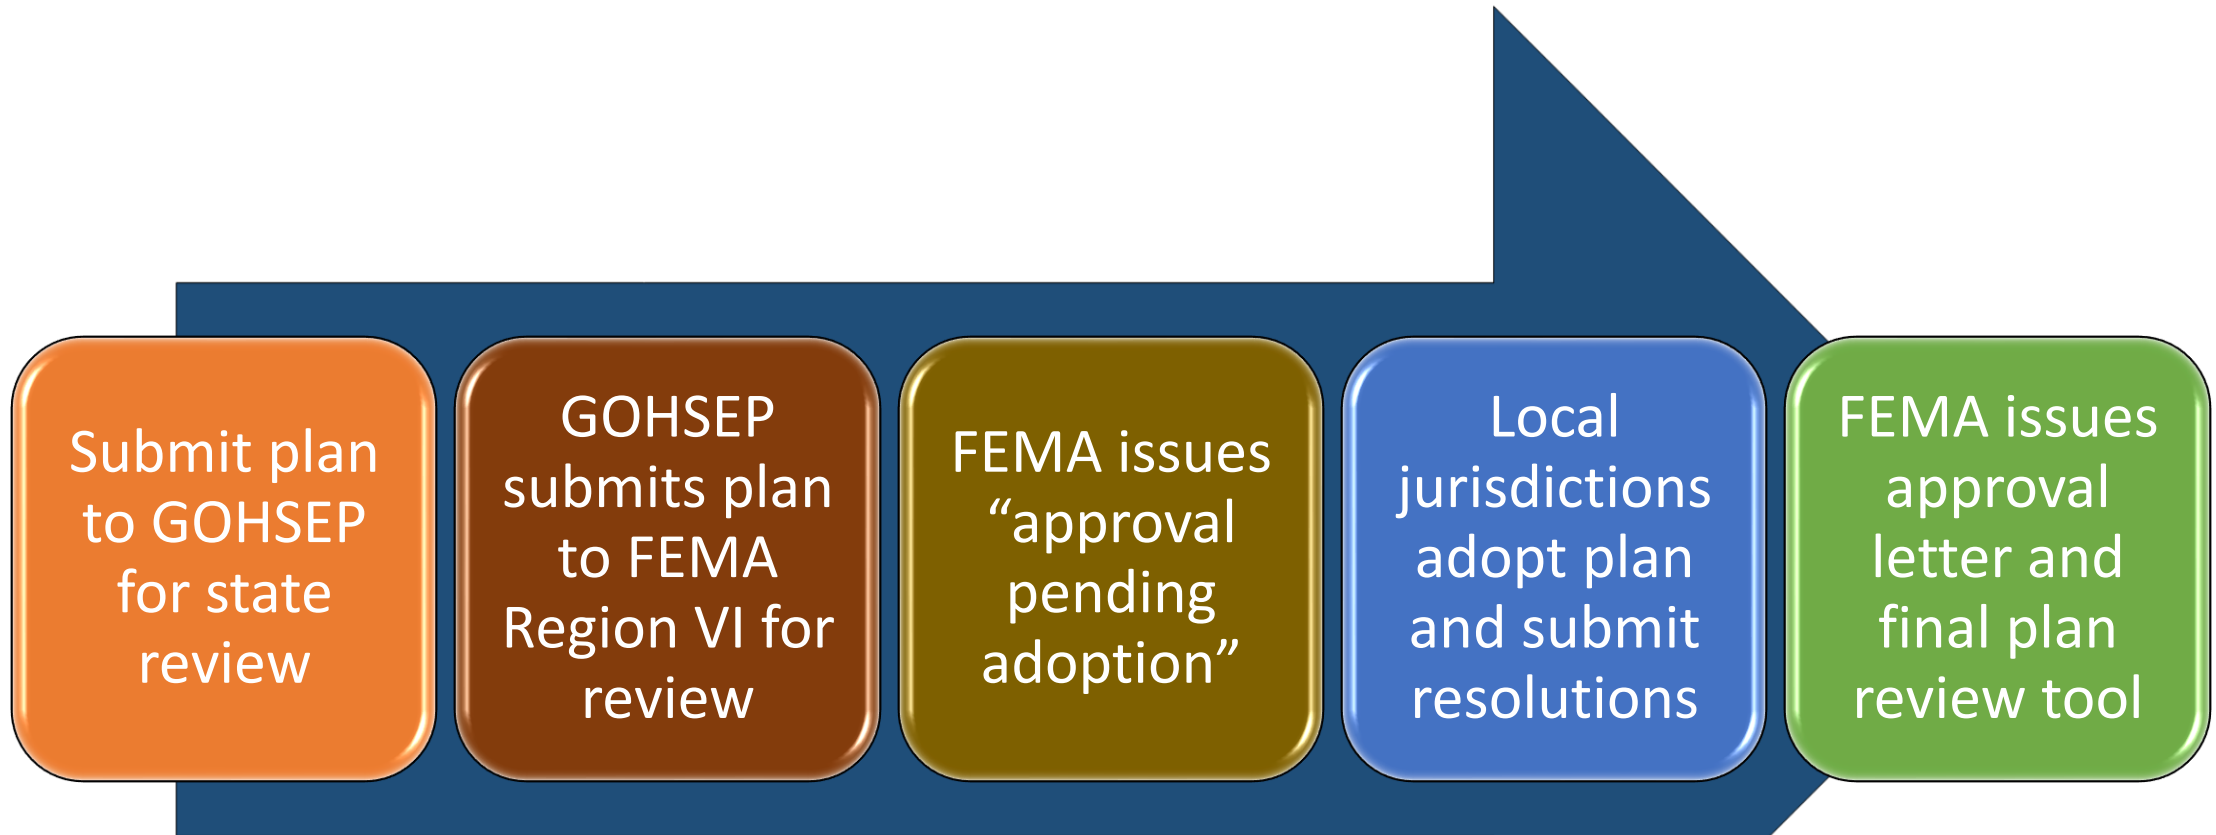 Submit plan
to GOHSEP
for state
review
GOHSEP
submits plan
to FEMA
Region VI for
review
FEMA issues
“approval
pending
adoption”
Local
jurisdictions
adopt plan
and submit
resolutions
FEMA issues
approval
letter and
final plan
review tool